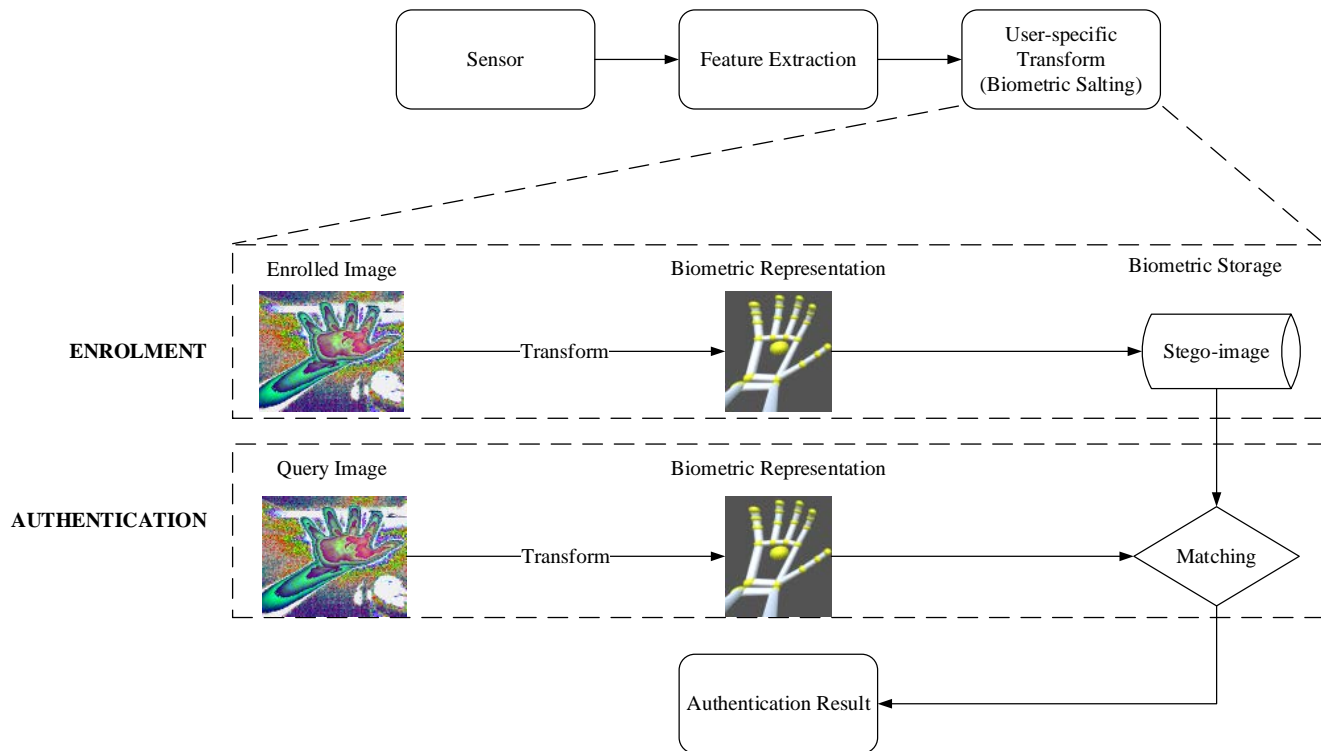 Sensor
Feature Extraction
User-specific
Transform
(Biometric Salting)
Enrolled Image
Biometric Representation
Biometric Storage
ENROLMENT
Transform
Stego-image
Query Image
Biometric Representation
AUTHENTICATION
Transform
Matching
Authentication Result